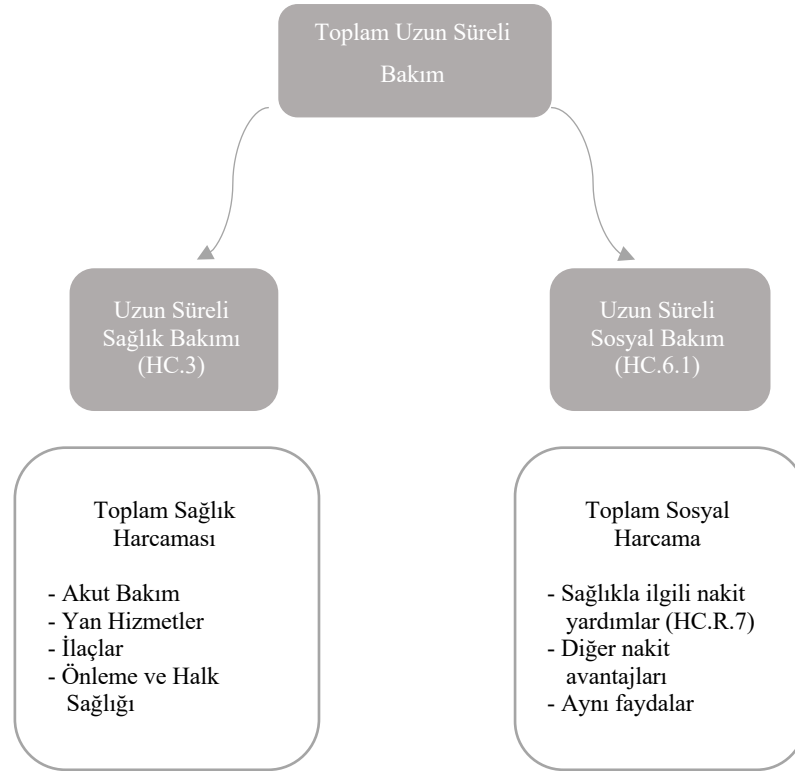 Toplam Uzun Süreli
Bakım
Uzun Süreli
Sağlık Bakımı
(HC.3)
Uzun Süreli
Sosyal Bakım
(HC.6.1)
Toplam Sağlık
Harcaması
- Akut Bakım
- Yan Hizmetler
- İlaçlar
- Önleme ve Halk
Sağlığı
Toplam Sosyal
Harcama
- Sağlıkla ilgili nakit
yardımlar (HC.R.7)
- Diğer nakit
avantajları
- Aynı faydalar